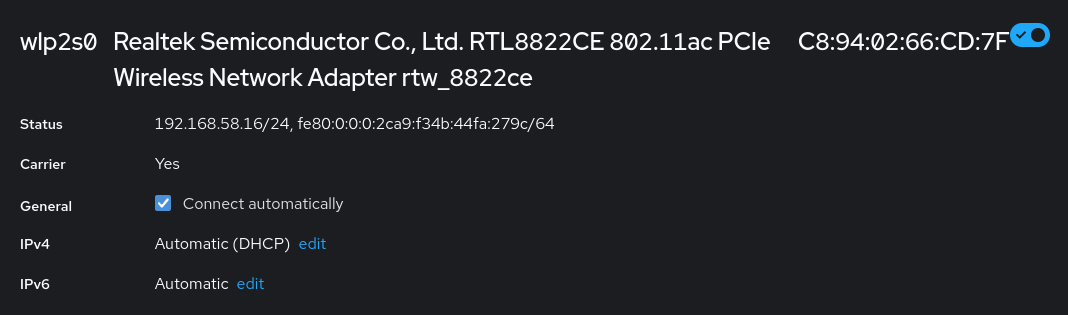 wlp2s0 Realtek Semiconductor Co., Ltd. RTL8822CE 802.11ac PCIe C8:94:02:66:CD:7F
Wireless Network Adapter rtw_8822ce
Status 192.168.58.16/24, fe80:0:0:0:2ca9:f34b:44fa:279c/64
Carrier Yes
General Connect automatically
IPv4 Automatic (DHCP) edit
IPv6 Automatic edit